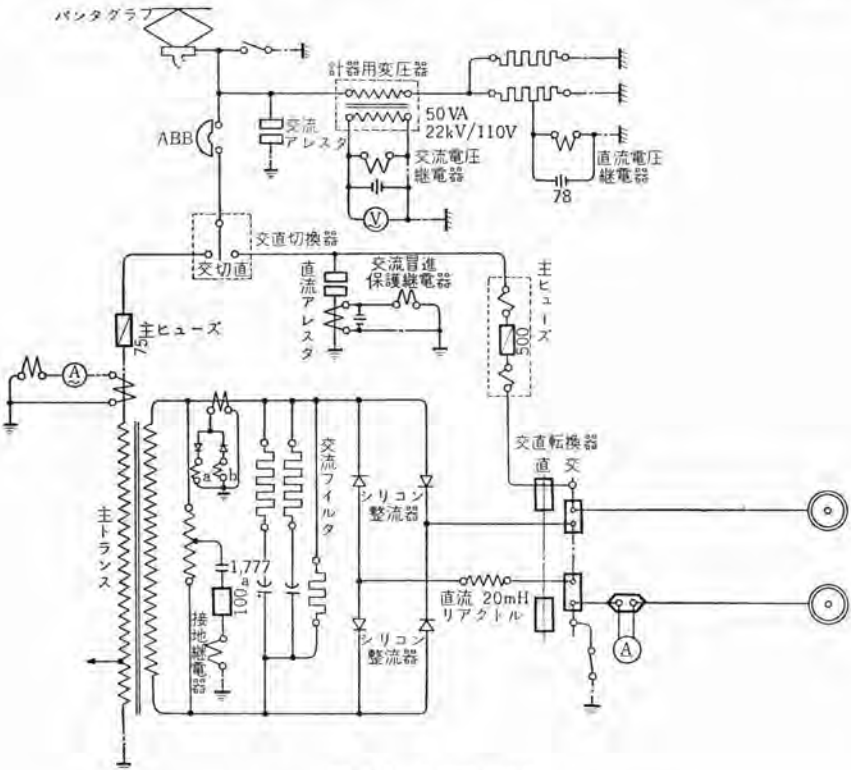 パンタグラフ
計器用変圧器
50VA
22kV/110V
ABB
交流
アレスタ
交流電圧
継電器
直流電圧
継電器
78
V
交直切換器
交切直
直流アレスタ
交流冒進
保護継電器
主ヒューズ
500
主ヒューズ
75
A
交流フイルタ
a
b
シリコン
整流器
交直転換器
直 交
主トランス
1,777
a
100
接地継電器
直流 20mH
リアクトル
シリコン
整流器
A